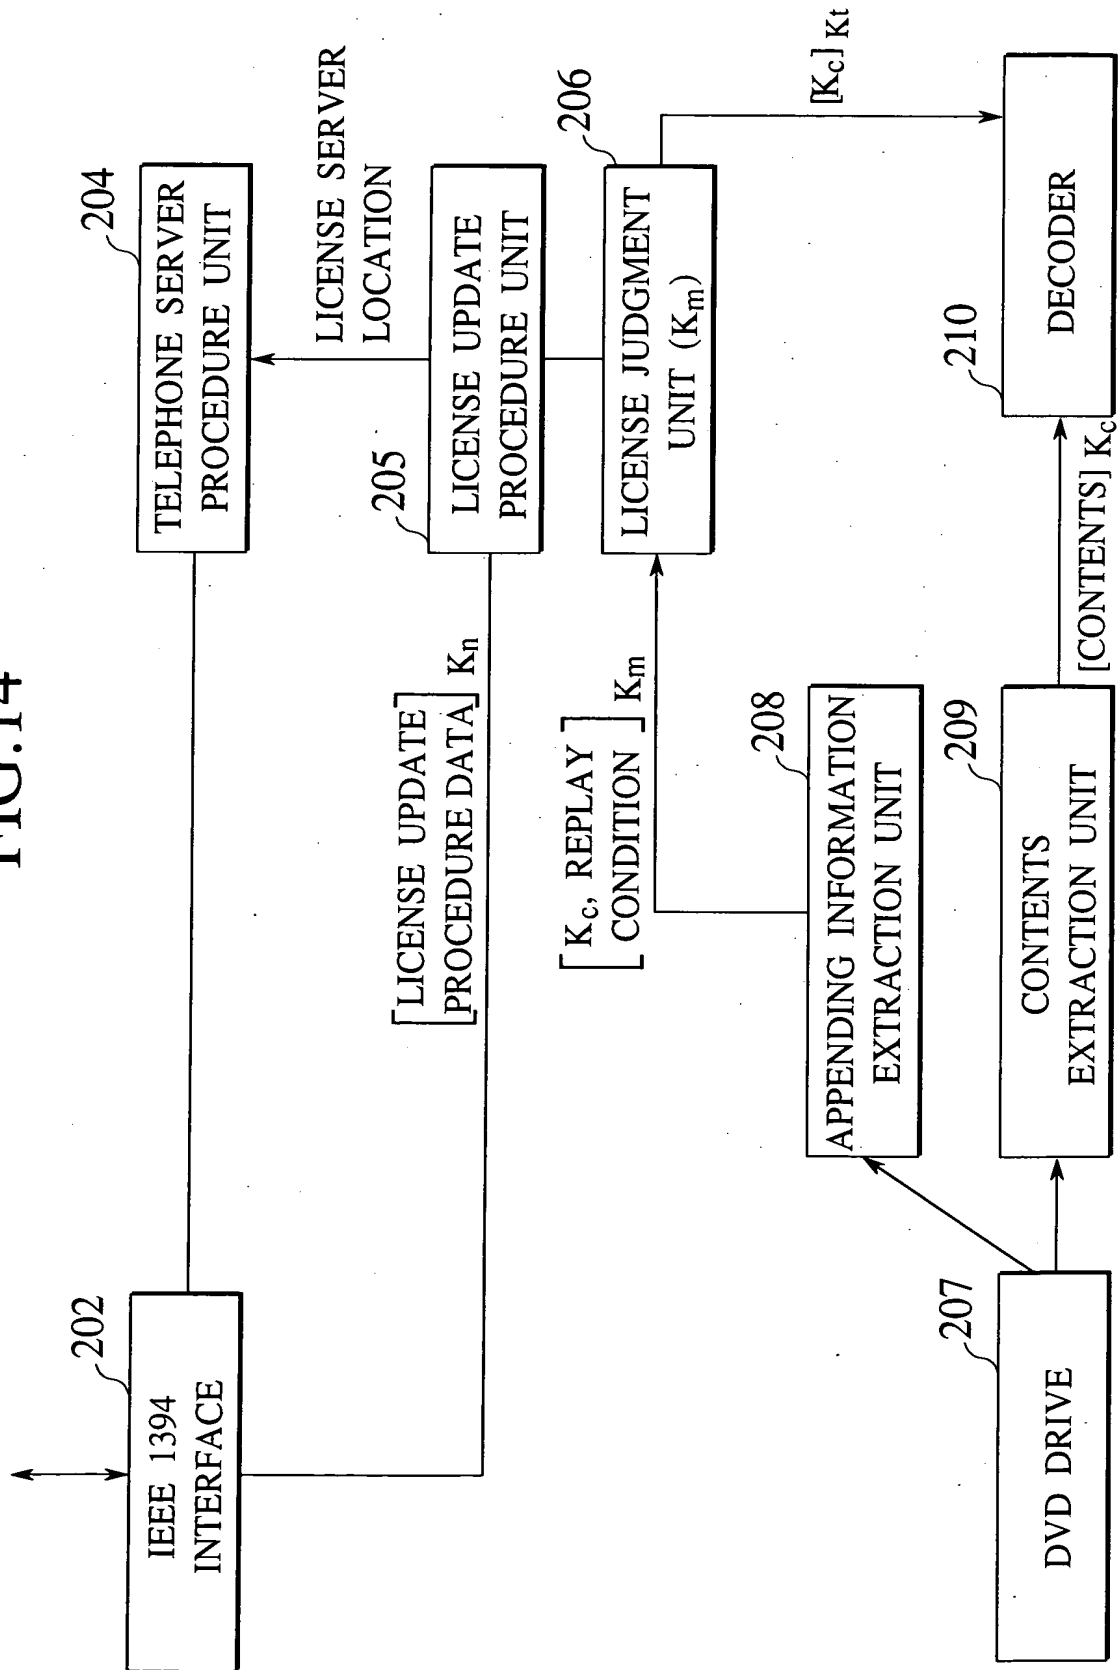 FIG.14
202
IEEE 1394
INTERFACE
204
TELEPHONE SERVER
PROCEDURE UNIT
LICENSE SERVER
LOCATION
[LICENSE UPDATE
PROCEDURE DATA] Kn
205
LICENSE UPDATE
PROCEDURE UNIT
[Kc, REPLAY
CONDITION] Km
206
LICENSE JUDGMENT
UNIT (Km)
[Kc] Kt
208
APPENDING INFORMATION
EXTRACTION UNIT
207
DVD DRIVE
209
CONTENTS
EXTRACTION UNIT
[CONTENTS] Kc
210
DECODER